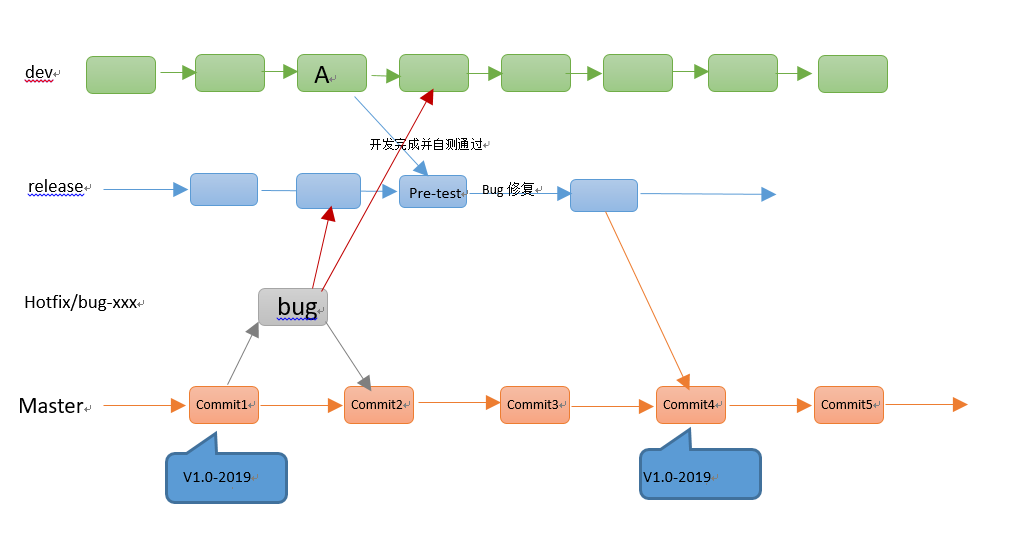 dev
A
开发完成并自测通过
release
Pre-test
Bug 修复
Hotfix/bug-xxx
bug
Master
Commit1
Commit2
Commit3
Commit4
Commit5
V1.0-2019
V1.0-2019